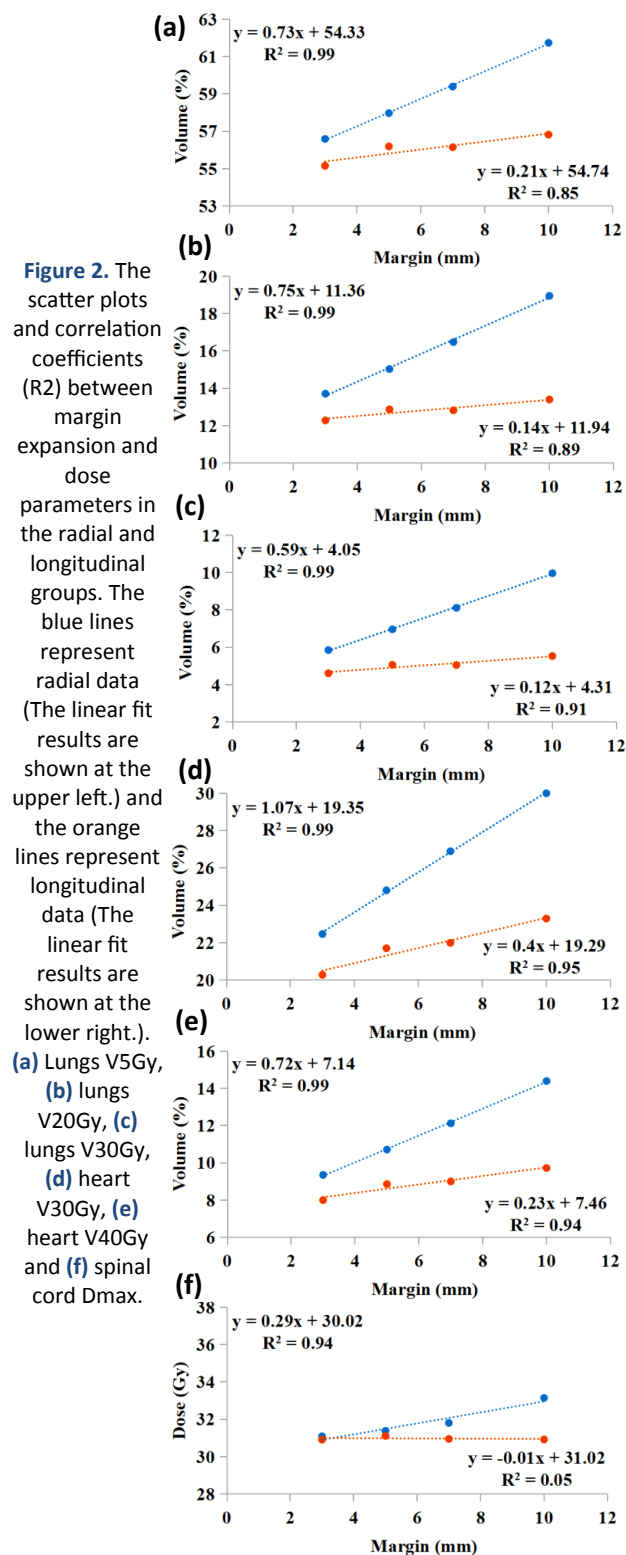 Figure 2. The
scatter plots
and correlation
coefficients
(R2) between
margin
expansion and
dose
parameters in
the radial and
longitudinal
groups. The
blue lines
represent
radial data
(The linear fit
results are
shown at the
upper left.) and
the orange
lines represent
longitudinal
data (The
linear fit
results are
shown at the
lower right.).
(a) Lungs V5Gy,
(b) lungs
V20Gy, (c)
lungs V30Gy,
(d) heart
V30Gy, (e)
heart V40Gy
and (f) spinal
cord Dmax.
(a)
y = 0.73x + 54.33
R² = 0.99
63
61
59
57
55
53
Volume (%)
y = 0.21x + 54.74
R² = 0.85
0 2 4 6 8 10 12
Margin (mm)
(b)
y = 0.75x + 11.36
R² = 0.99
20
18
16
14
12
10
Volume (%)
y = 0.14x + 11.94
R² = 0.89
0 2 4 6 8 10 12
Margin (mm)
(c)
y = 0.59x + 4.05
R² = 0.99
12
10
8
6
4
2
Volume (%)
y = 0.12x + 4.31
R² = 0.91
0 2 4 6 8 10 12
Margin (mm)
(d)
y = 1.07x + 19.35
R² = 0.99
30
28
26
24
22
20
Volume (%)
y = 0.4x + 19.29
R² = 0.95
0 2 4 6 8 10 12
Margin (mm)
(e)
y = 0.72x + 7.14
R² = 0.99
16
14
12
10
8
6
Volume (%)
y = 0.23x + 7.46
R² = 0.94
0 2 4 6 8 10 12
Margin (mm)
(f)
y = 0.29x + 30.02
R² = 0.94
38
36
34
32
30
28
Dose (Gy)
y = -0.01x + 31.02
R² = 0.05
0 2 4 6 8 10 12
Margin (mm)